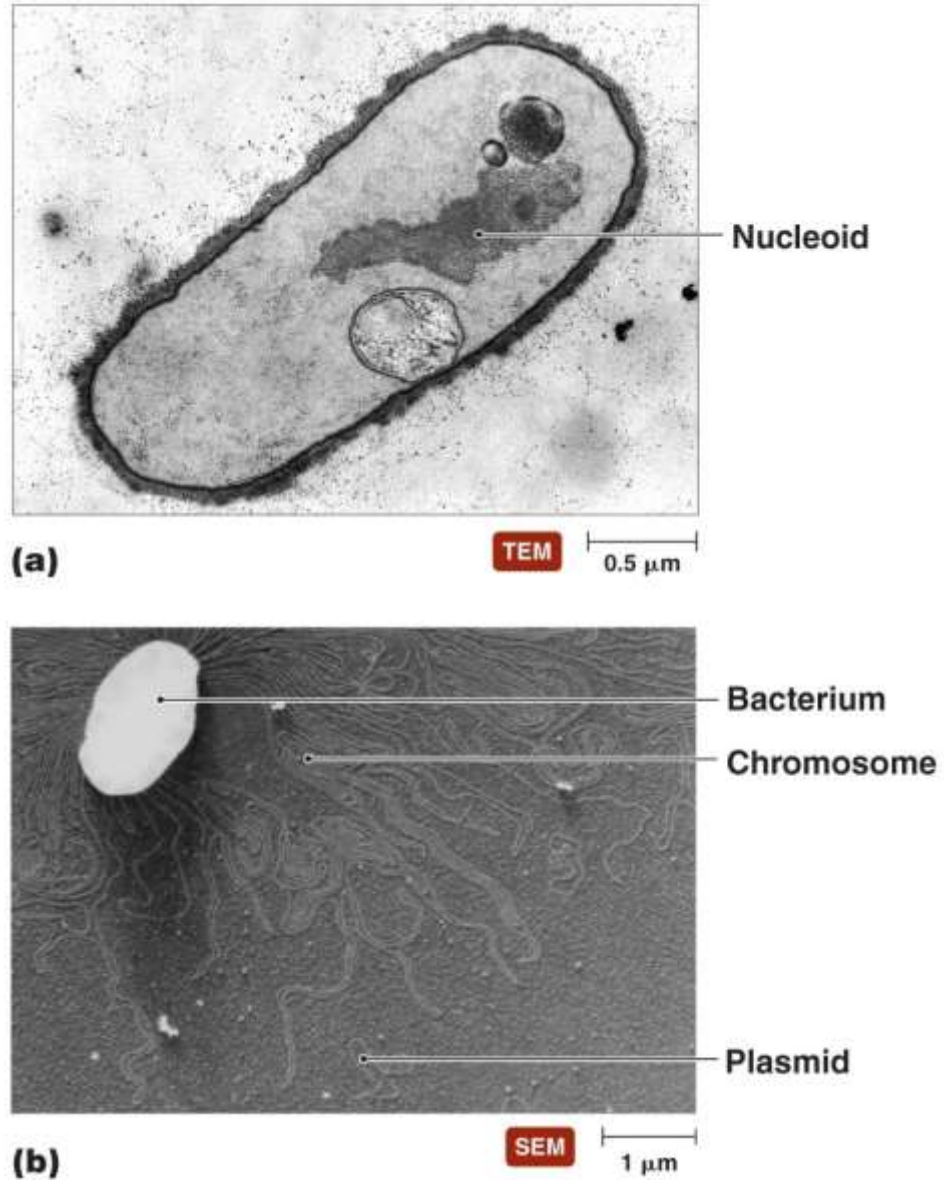 Nucleoid
(a)
TEM
0.5 μm
Bacterium
Chromosome
Plasmid
(b)
SEM
1 μm